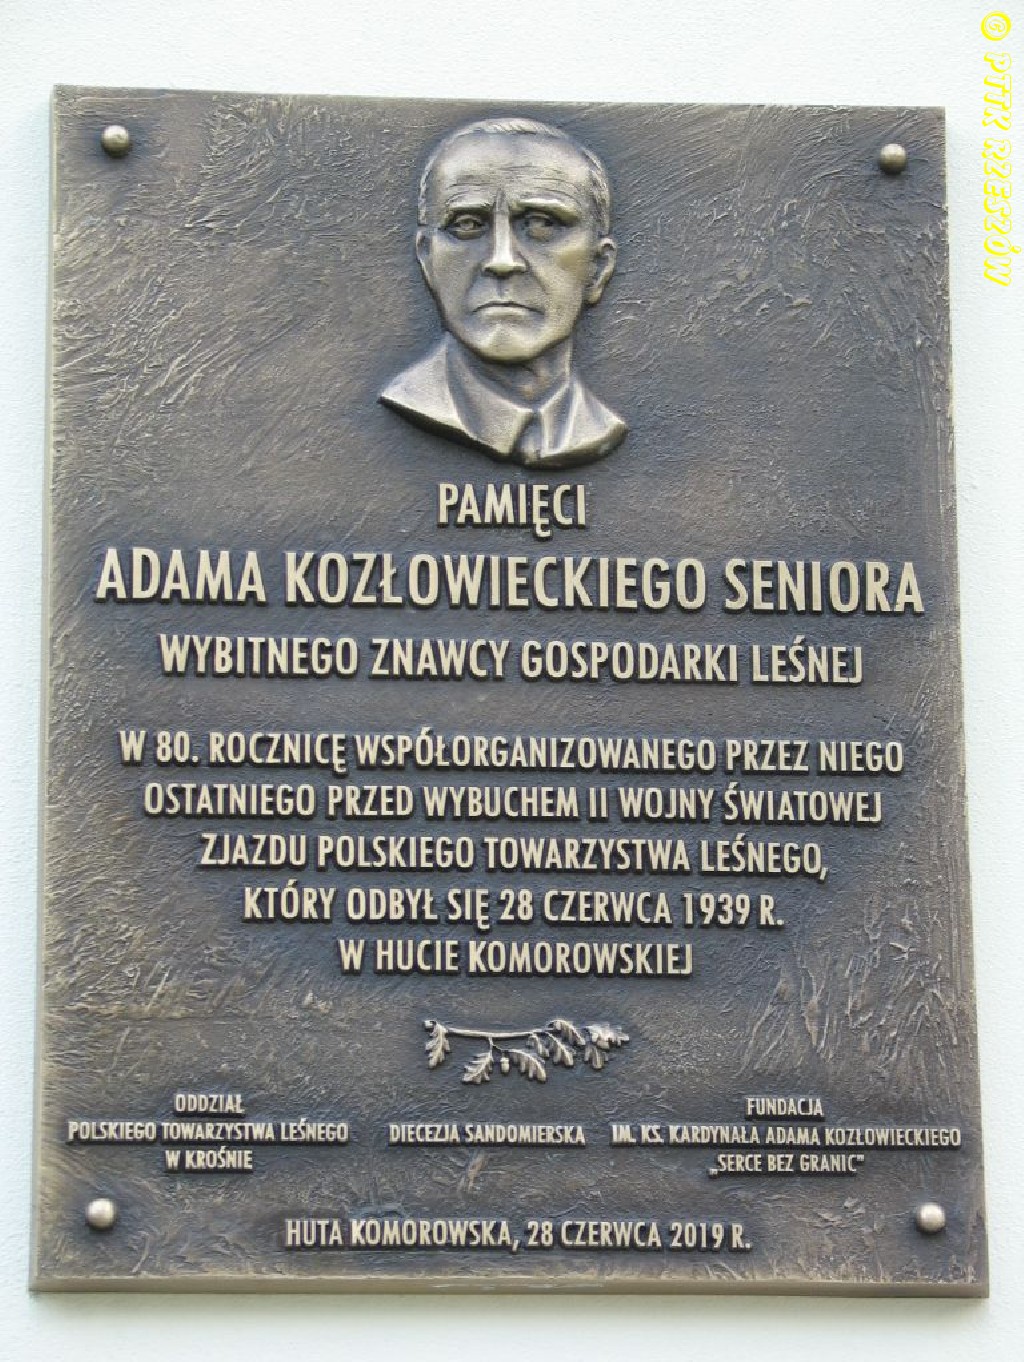 © PTTK RZESZÓW
PAMIĘCI
ADAMA KOZŁOWIECKIEGO SENIORA
WYBITNEGO ZNAWCY GOSPODARKI LEŚNEJ
W 80. ROCZNICĘ WSPÓŁORGANIZOWANEGO PRZEZ NIEGO
OSTATNIEGO PRZED WYBUCHEM II WOJNY ŚWIATOWEJ
ZJAZDU POLSKIEGO TOWARZYSTWA LEŚNEGO,
KTÓRY ODBYŁ SIĘ 28 CZERWCA 1939 R.
W HUCIE KOMOROWSKIEJ
ODDZIAŁ
POLSKIEGO TOWARZYSTWA LEŚNEGO
W KROŚNIE
DIECEZJA SANDOMIERSKA
FUNDACJA
IM. KS. KARDYNAŁA ADAMA KOZŁOWIECKIEGO
„SERCE BEZ GRANIC”
HUTA KOMOROWSKA, 28 CZERWCA 2019 R.